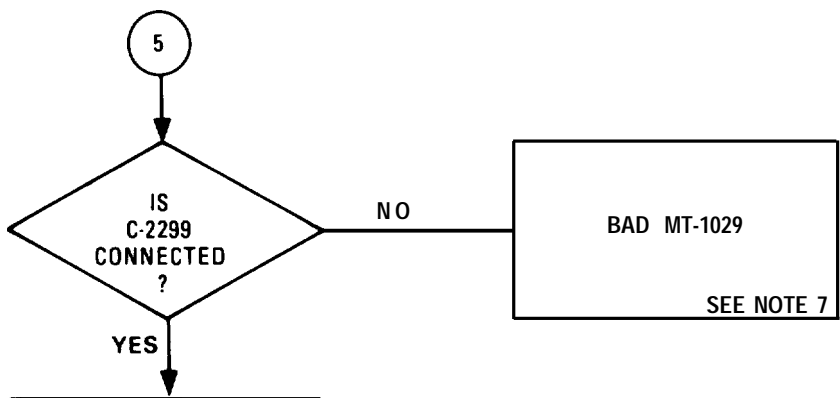 5
IS
C-2299
CONNECTED
?
NO
BAD MT-1029
SEE NOTE 7
YES